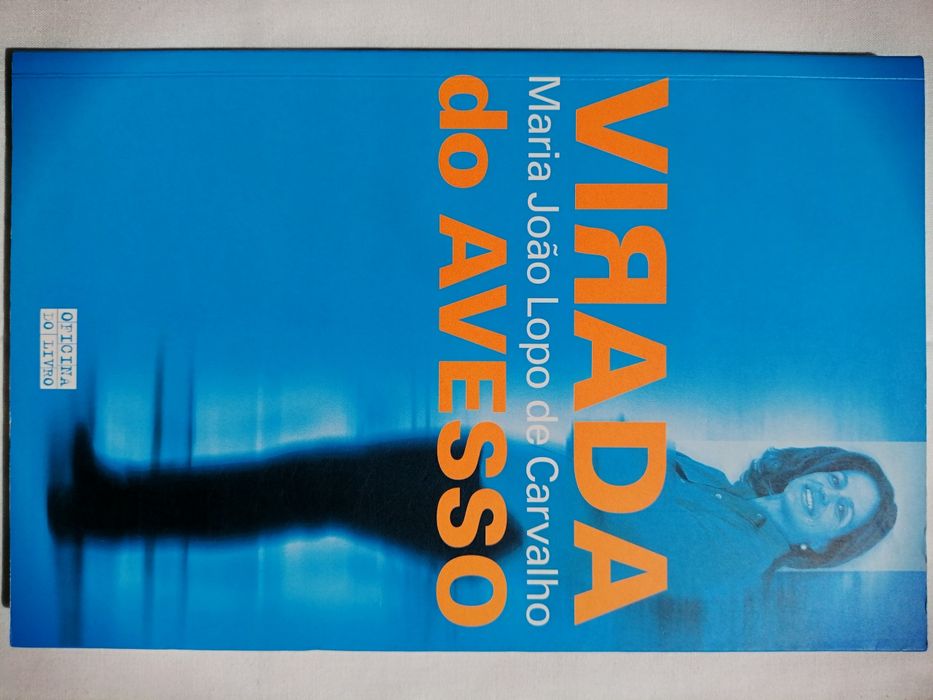 VIRADA
Maria João Lopo de Carvalho
do AVESSO
OFICINA
DO LIVRO